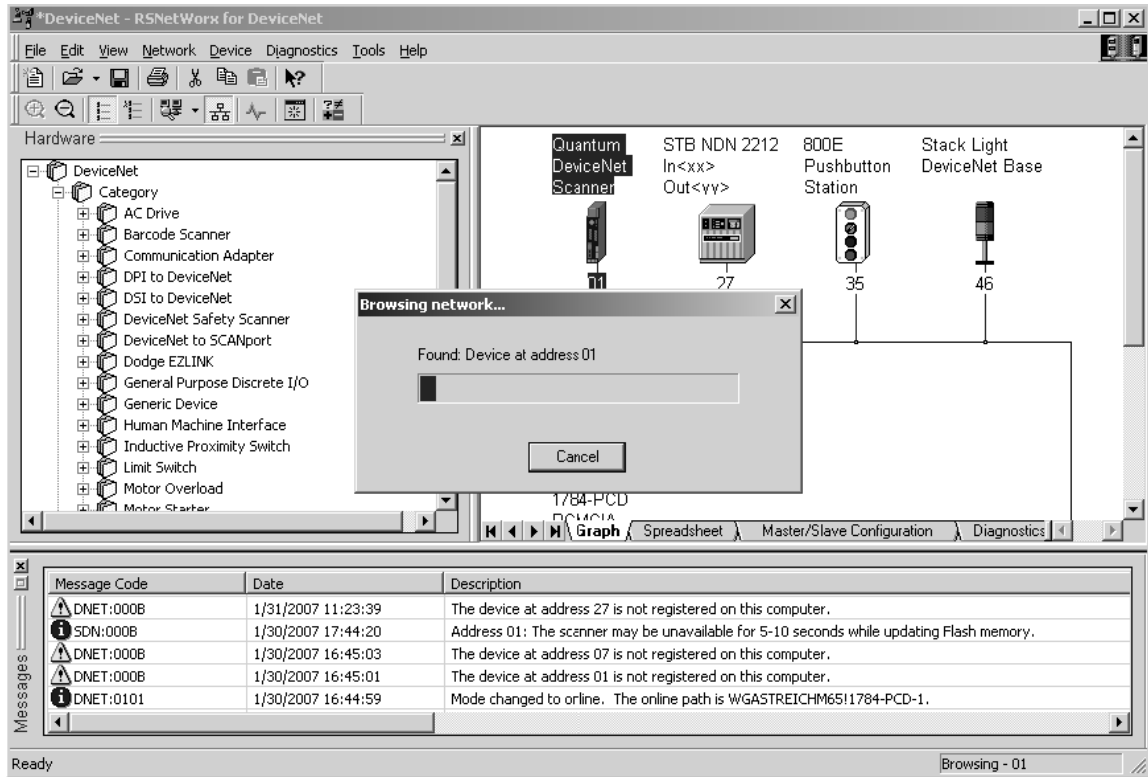 *DeviceNet - RSNetWorx for DeviceNet
File Edit View Network Device Diagnostics Tools Help
Hardware
DeviceNet
Category
AC Drive
Barcode Scanner
Communication Adapter
DPI to DeviceNet
DSI to DeviceNet
DeviceNet Safety Scanner
DeviceNet to SCANport
Dodge EZLINK
General Purpose Discrete I/O
Generic Device
Human Machine Interface
Inductive Proximity Switch
Limit Switch
Motor Overload
Motor Starter
Quantum
DeviceNet
Scanner
01
STB NDN 2212
In<xx>
Out<yy>
27
800E
Pushbutton
Station
35
Stack Light
DeviceNet Base
46
Browsing network...
Found: Device at address 01
Cancel
1784-PCD
PCMCIA
Graph Spreadsheet Master/Slave Configuration Diagnostics
Messages
Message Code Date Description
DNET:000B 1/31/2007 11:23:39 The device at address 27 is not registered on this computer.
SDN:000B 1/30/2007 17:44:20 Address 01: The scanner may be unavailable for 5-10 seconds while updating Flash memory.
DNET:000B 1/30/2007 16:45:03 The device at address 07 is not registered on this computer.
DNET:000B 1/30/2007 16:45:01 The device at address 01 is not registered on this computer.
DNET:0101 1/30/2007 16:44:59 Mode changed to online. The online path is WGASTREICHM65!1784-PCD-1.
Ready Browsing - 01